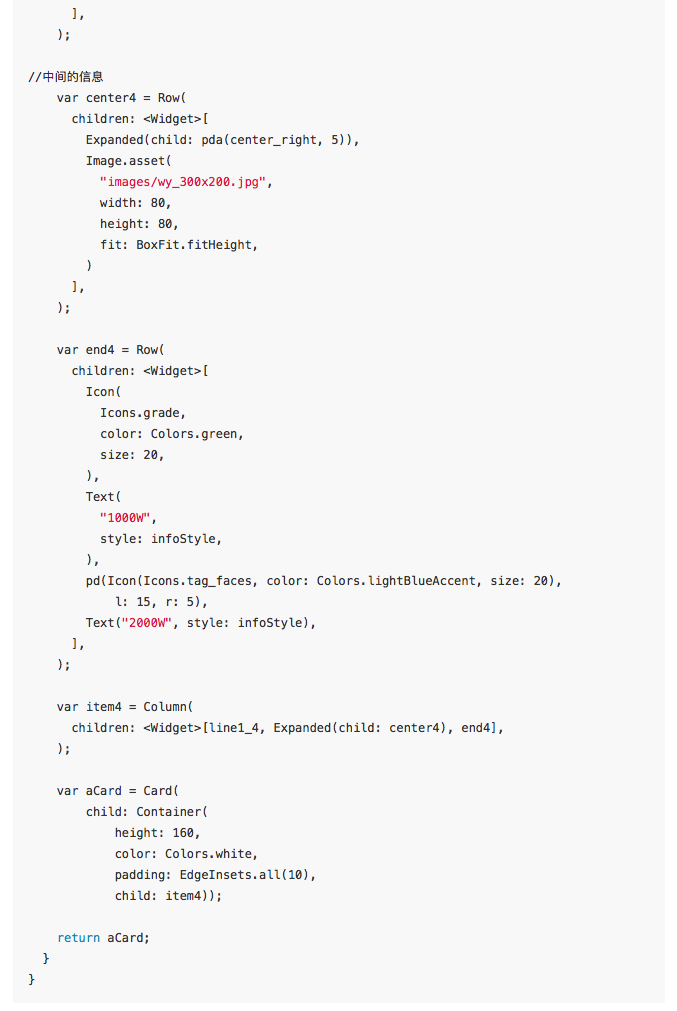 ],
    );

//中间的信息
    var center4 = Row(
      children: <Widget>[
        Expanded(child: pda(center_right, 5)),
        Image.asset(
          "images/wy_300x200.jpg",
          width: 80,
          height: 80,
          fit: BoxFit.fitHeight,
        )
      ],
    );

    var end4 = Row(
      children: <Widget>[
        Icon(
          Icons.grade,
          color: Colors.green,
          size: 20,
        ),
        Text(
          "1000W",
          style: infoStyle,
        ),
        pd(Icon(Icons.tag_faces, color: Colors.lightBlueAccent, size: 20),
            l: 15, r: 5),
        Text("2000W", style: infoStyle),
      ],
    );

    var item4 = Column(
      children: <Widget>[line1_4, Expanded(child: center4), end4],
    );

    var aCard = Card(
        child: Container(
            height: 160,
            color: Colors.white,
            padding: EdgeInsets.all(10),
            child: item4));

    return aCard;
  }
}